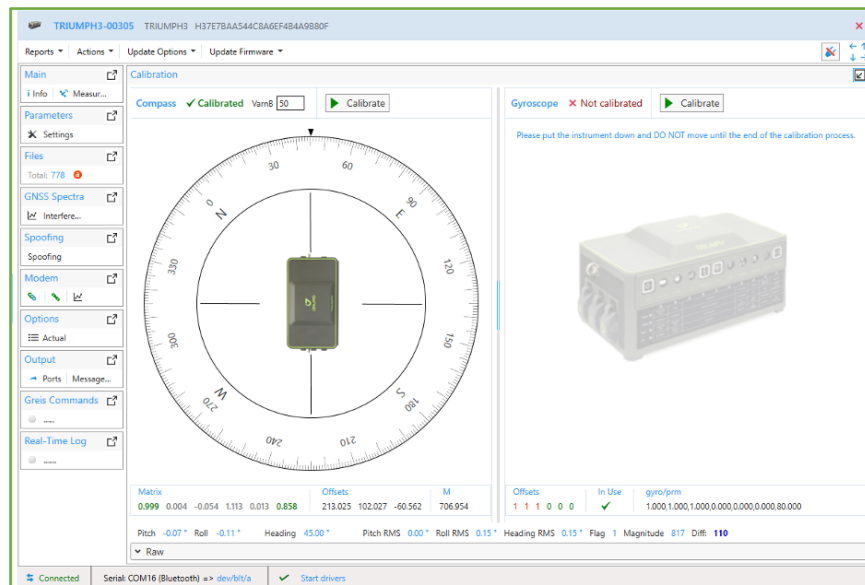 TRIUMPH3-00305 TRIUMPH3 H37E7BAA544C8A6EF4B4A9B80F
Reports Actions Update Options Update Firmware
Main
Info Measur...
Parameters
Settings
Files
Total: 778
GNSS Spectra
Interfere...
Spoofing
Spoofing
Modem
Options
Actual
Output
Ports Message...
Greis Commands
Real-Time Log
Calibration
Compass Calibrated VarnB 50 Calibrate
0 N 30 60 90 E 120 150 S 180 210 240 270 W 300 330
Matrix Offsets M
0.999 0.004 -0.054 1.113 0.013 0.858 213.025 102.027 -60.562 706.954
Gyroscope Not calibrated Calibrate
Please put the instrument down and DO NOT move until the end of the calibration process.
Offsets In Use gyro/prm
1 1 1 0 0 0 1.000,1.000,1.000,0.000,0.000,0.000,80.000
Pitch -0.07 ° Roll -0.11 ° Heading 45.00 ° Pitch RMS 0.00 ° Roll RMS 0.15 ° Heading RMS 0.15 ° Flag 1 Magnitude 817 Diff: 110
Raw
Connected Serial: COM16 (Bluetooth) => dev/blt/a Start drivers